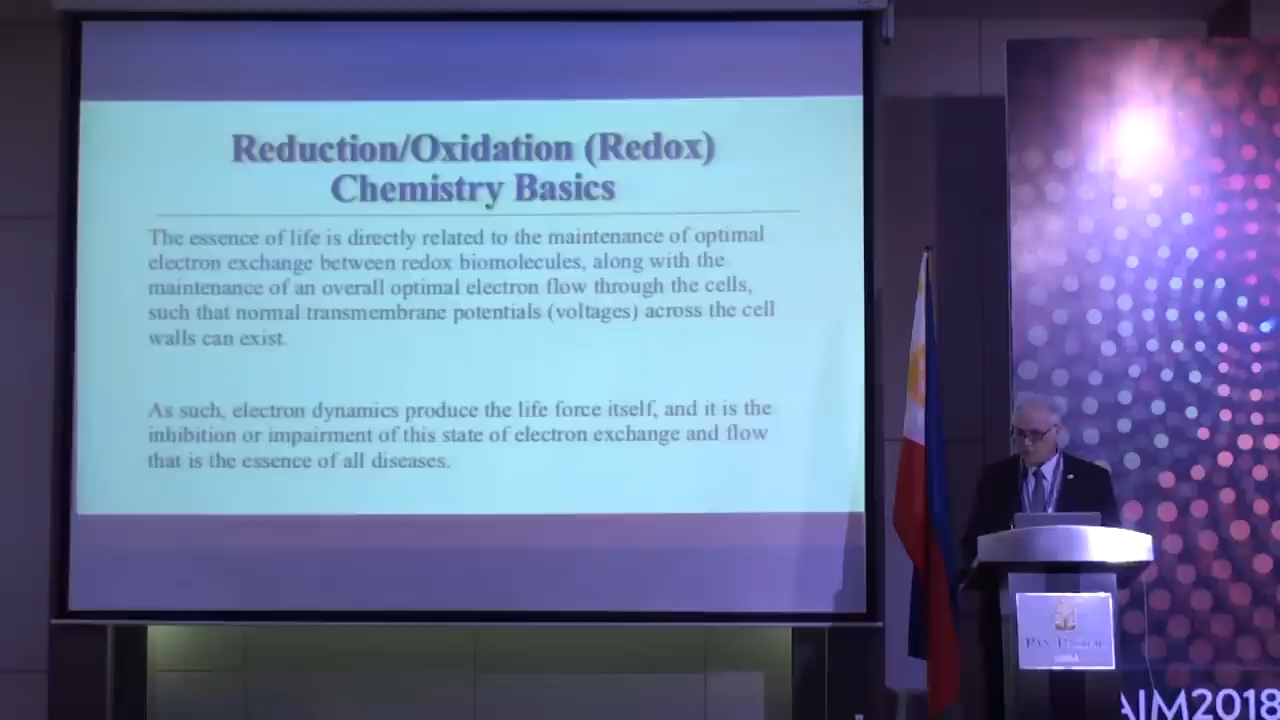 Reduction/Oxidation (Redox)
Chemistry Basics
The essence of life is directly related to the maintenance of optimal
electron exchange between redox biomolecules, along with the
maintenance of an overall optimal electron flow through the cells,
such that normal transmembrane potentials (voltages) across the cell
walls can exist.
As such, electron dynamics produce the life force itself, and it is the
inhibition or impairment of this state of electron exchange and flow
that is the essence of all diseases.
PAN PACIFIC
AIM2018